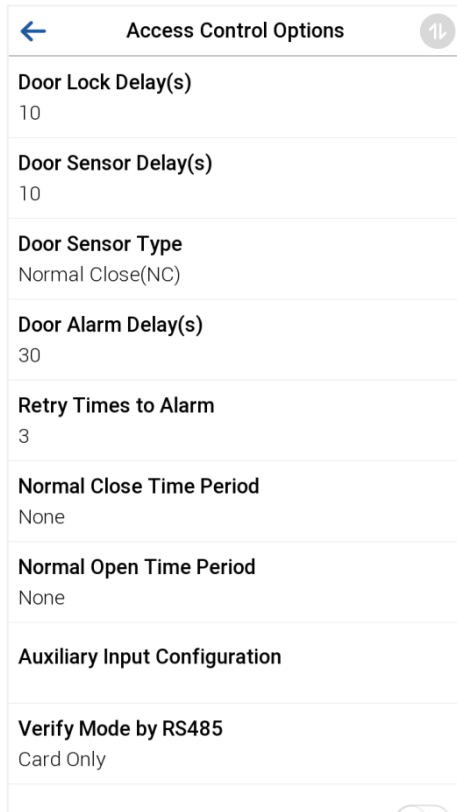 Access Control Options
Door Lock Delay(s)
10
Door Sensor Delay(s)
10
Door Sensor Type
Normal Close(NC)
Door Alarm Delay(s)
30
Retry Times to Alarm
3
Normal Close Time Period
None
Normal Open Time Period
None
Auxiliary Input Configuration
Verify Mode by RS485
Card Only